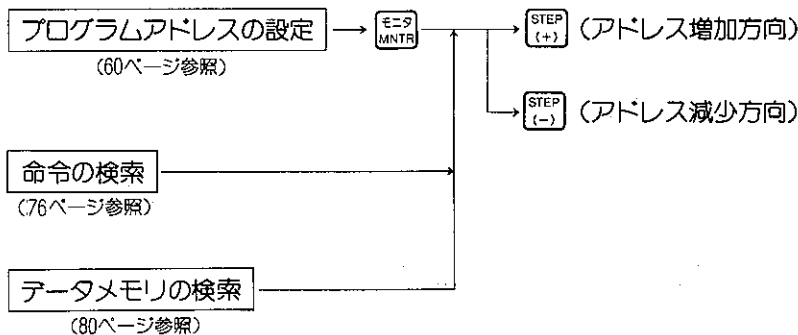 プログラムアドレスの設定
モニタ
MNTR
STEP
(+)
(アドレス増加方向)
(60ページ参照)
STEP
(−)
(アドレス減少方向)
命令の検索
(76ページ参照)
データメモリの検索
(80ページ参照)